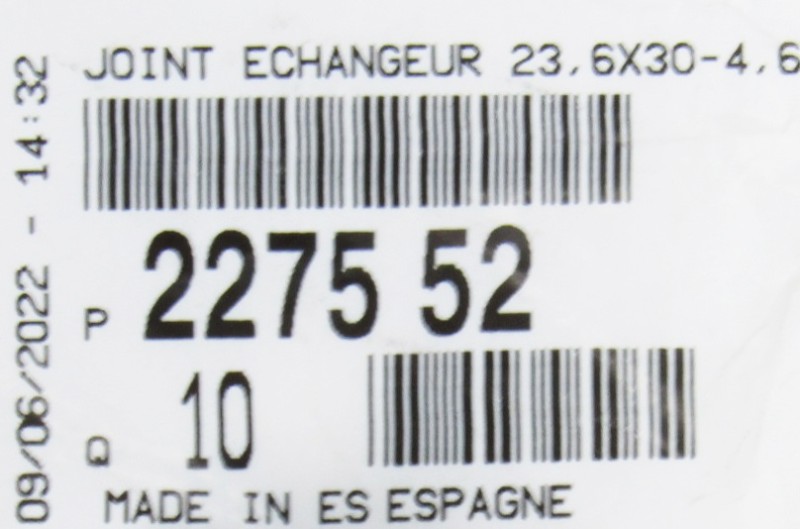 JOINT ECHANGEUR 23,6X30-4,6
P 2275 52
Q 10
MADE IN ES ESPAGNE
09/06/2022 - 14:32